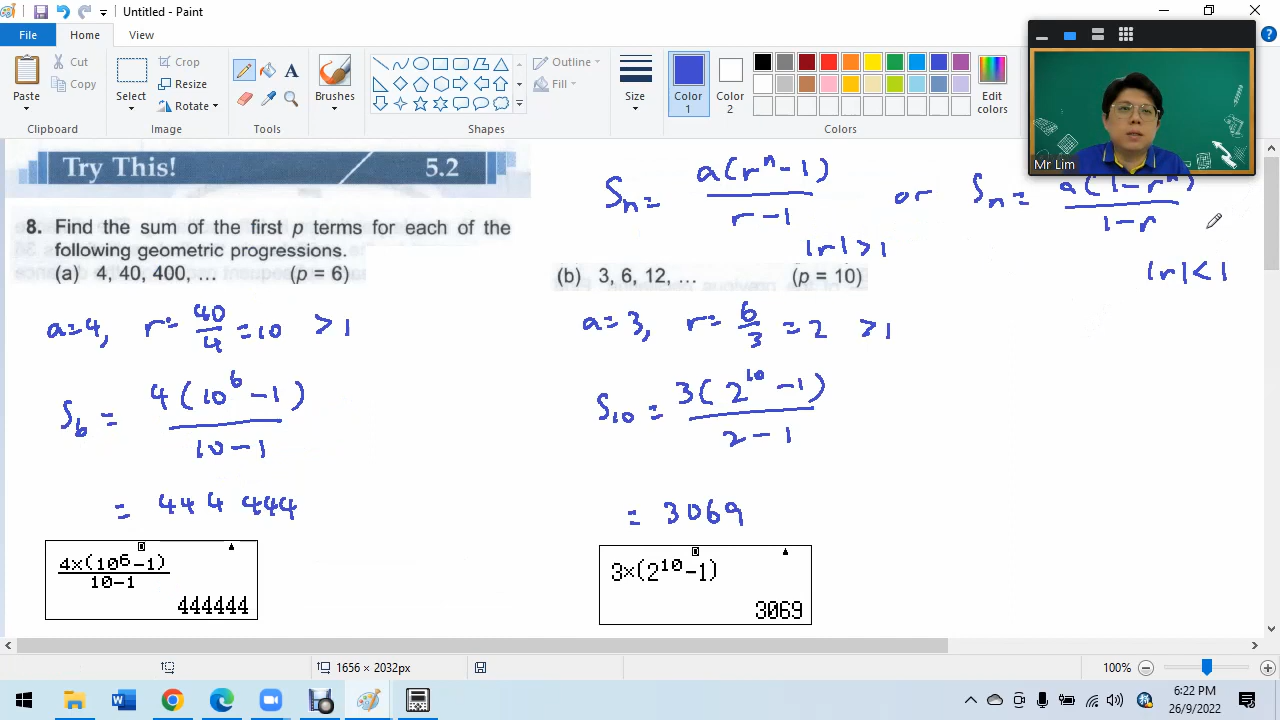 Untitled - Paint
File Home View
Paste
Cut
Copy
Clipboard
Select
Crop
Resize
Rotate
Image
A
Tools
Brushes
Shapes
Outline
Fill
Size
Color 1
Color 2
Edit colors
Colors
Mr Lim
Try This! 5.2
Sn = a(r^n - 1) / r - 1 or Sn = a(1 - r^n) / 1 - r
|r| > 1
|r| < 1
8. Find the sum of the first p terms for each of the
following geometric progressions.
(a) 4, 40, 400, … (p = 6)
(b) 3, 6, 12, … (p = 10)
a=4, r= 40/4 = 10 > 1
a=3, r= 6/3 = 2 > 1
S6 = 4(10^6 - 1) / 10 - 1
S10 = 3(2^10 - 1) / 2 - 1
= 444 444
= 3069
4×(10^6-1) / 10-1
444444
3×(2^10-1)
3069
1656 × 2032px
100%
6:22 PM
26/9/2022